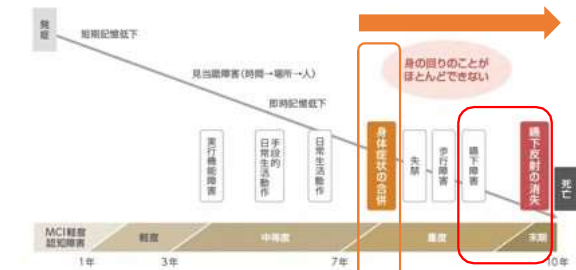 発症
短期記憶低下
見当識障害（時間→場所→人）
即時記憶低下
身の回りのことが
ほとんどできない
実行機能障害
手段的
日常生活動作
日常生活動作
身体症状の合併
失禁
歩行障害
嚥下障害
嚥下反射の消失
死亡
MCI軽度
認知障害
軽度
中等度
重度
末期
1年
3年
7年
10年